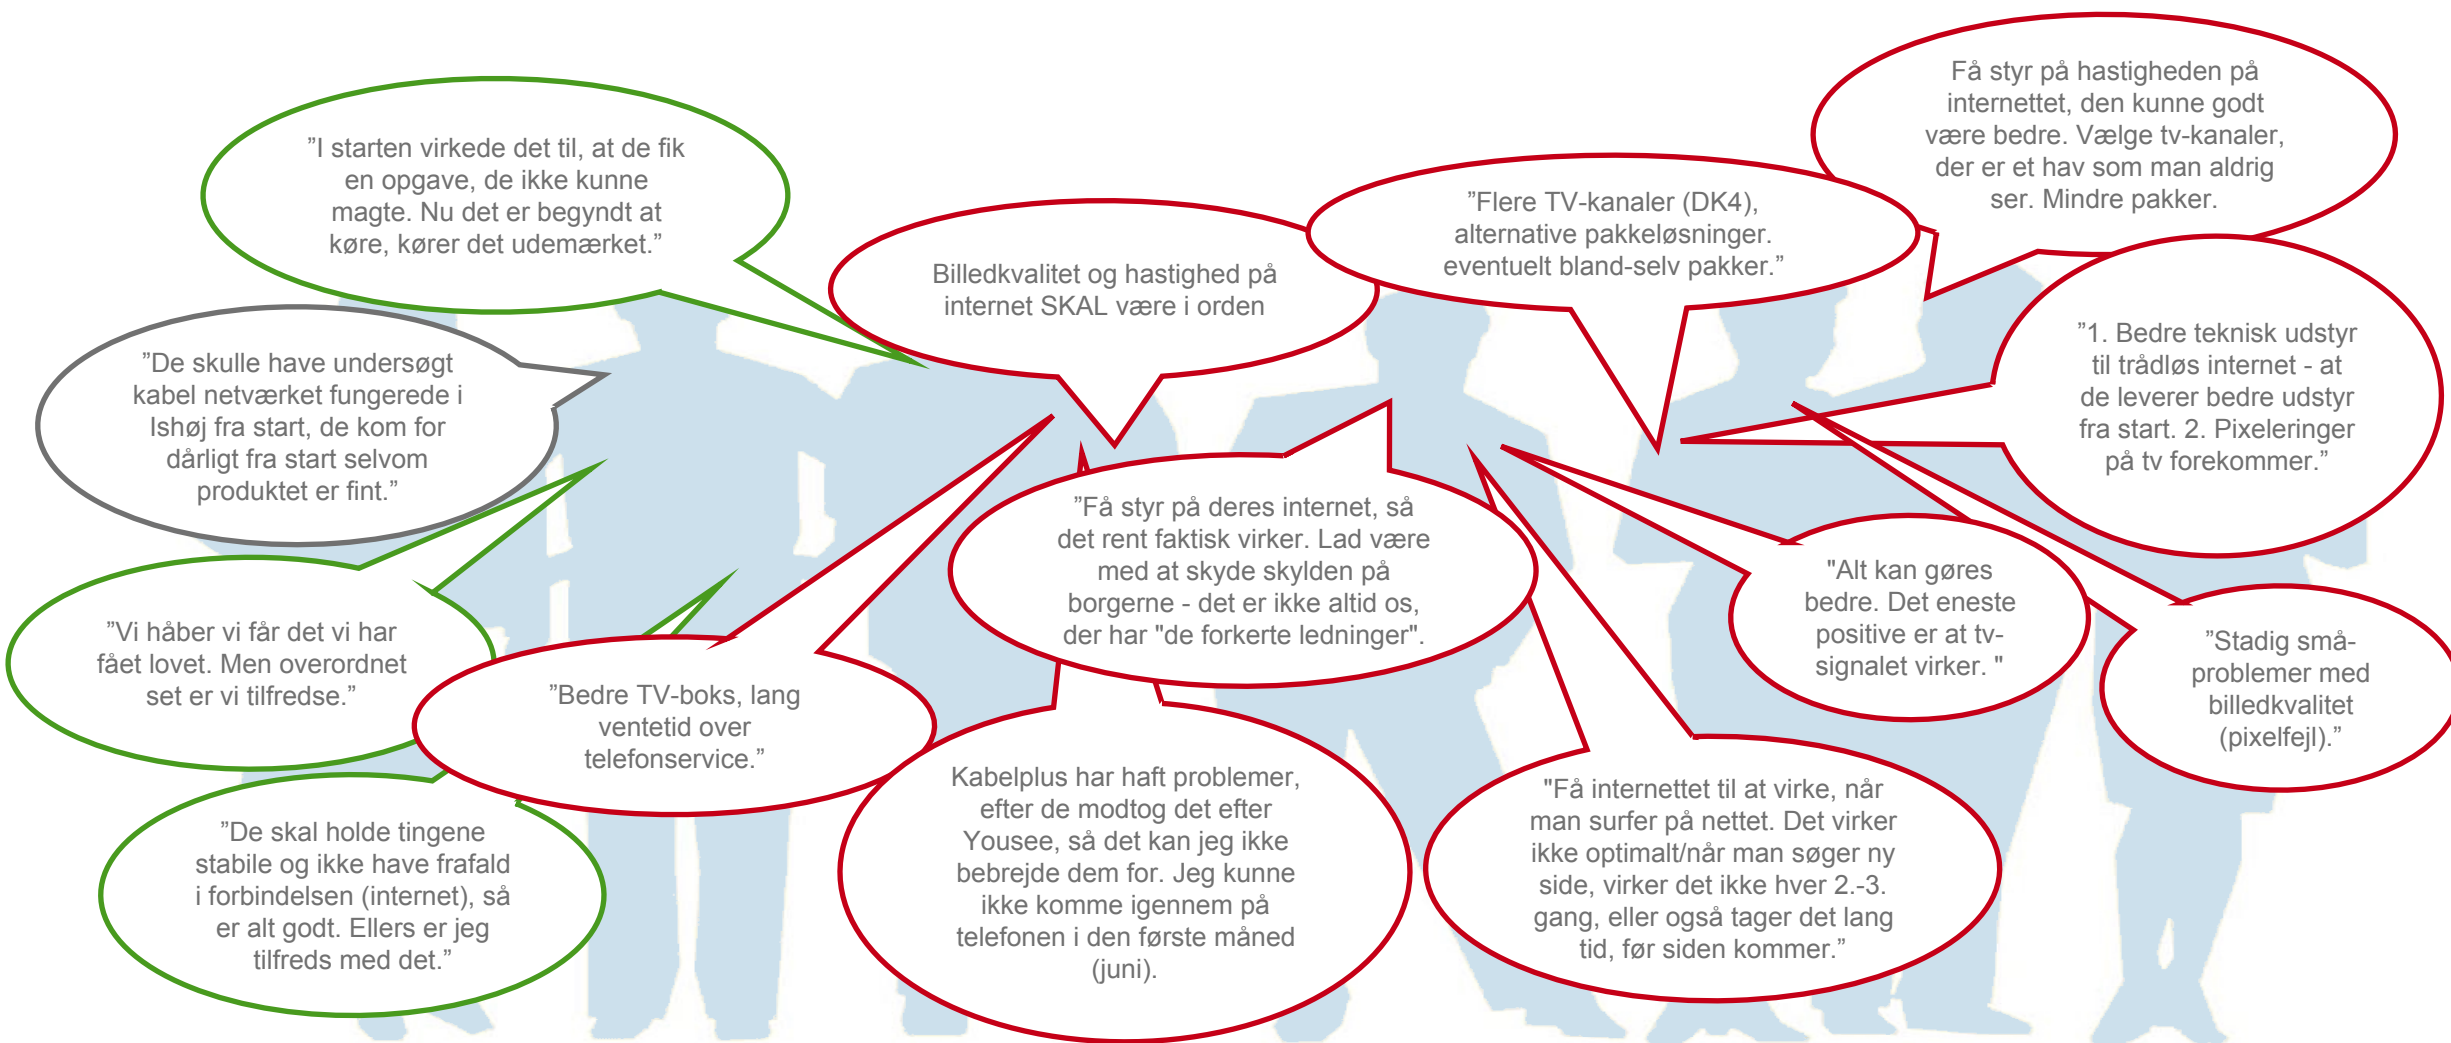 ”I starten virkede det til, at de fik
en opgave, de ikke kunne
magte. Nu det er begyndt at
køre, kører det udemærket.”
”De skulle have undersøgt
kabel netværket fungerede i
Ishøj fra start, de kom for
dårligt fra start selvom
produktet er fint.”
”Vi håber vi får det vi har
fået lovet. Men overordnet
set er vi tilfredse.”
”De skal holde tingene
stabile og ikke have frafald
i forbindelsen (internet), så
er alt godt. Ellers er jeg
tilfreds med det.”
Billedkvalitet og hastighed på
internet SKAL være i orden
”Bedre TV-boks, lang
ventetid over
telefonservice.”
”Få styr på deres internet, så
det rent faktisk virker. Lad være
med at skyde skylden på
borgerne - det er ikke altid os,
der har "de forkerte ledninger".
Kabelplus har haft problemer,
efter de modtog det efter
Yousee, så det kan jeg ikke
bebrejde dem for. Jeg kunne
ikke komme igennem på
telefonen i den første måned
(juni).
”Flere TV-kanaler (DK4),
alternative pakkeløsninger.
eventuelt bland-selv pakker.”
Få styr på hastigheden på
internettet, den kunne godt
være bedre. Vælge tv-kanaler,
der er et hav som man aldrig
ser. Mindre pakker.
”1. Bedre teknisk udstyr
til trådløs internet - at
de leverer bedre udstyr
fra start. 2. Pixeleringer
på tv forekommer.”
"Alt kan gøres
bedre. Det eneste
positive er at tv-
signalet virker. "
”Stadig små-
problemer med
billedkvalitet
(pixelfejl).”
"Få internettet til at virke, når
man surfer på nettet. Det virker
ikke optimalt/når man søger ny
side, virker det ikke hver 2.-3.
gang, eller også tager det lang
tid, før siden kommer.”